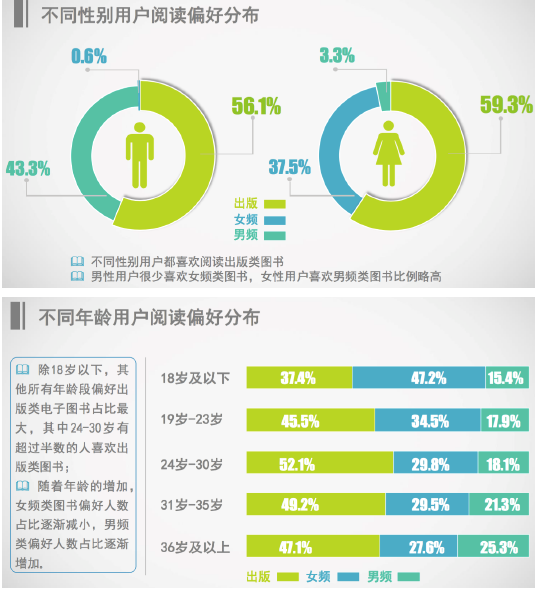 不同性别用户阅读偏好分布
0.6%
3.3%
56.1%
59.3%
43.3%
37.5%
出版
女频
男频
不同性别用户都喜欢阅读出版类图书
男性用户很少喜欢女频类图书，女性用户喜欢男频类图书比例略高
不同年龄用户阅读偏好分布
除18岁以下，其
他所有年龄段偏好出
版类电子图书占比最
大，其中24-30岁有
超过半数的人喜欢出
版类图书；
随着年龄的增加，
女频类图书偏好人数
占比逐渐减小，男频
类偏好人数占比逐渐
增加。
18岁及以下 37.4% 47.2% 15.4%
19岁-23岁 45.5% 34.5% 17.9%
24岁-30岁 52.1% 29.8% 18.1%
31岁-35岁 49.2% 29.5% 21.3%
36岁及以上 47.1% 27.6% 25.3%
出版 女频 男频